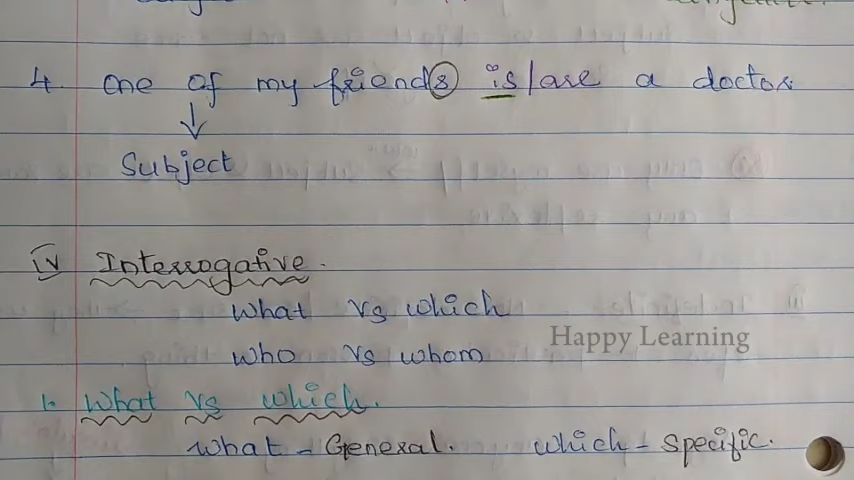 4. One of my friends is/are a doctor.
Subject
iv Interrogative.
What Vs which
Happy Learning
Who Vs whom
1. What Vs which.
What - General. which - specific.